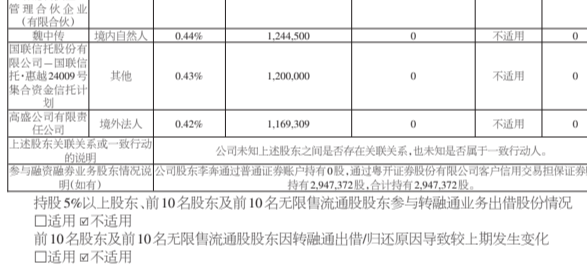 管理合伙企业
(有限合伙)
魏中传 境内自然人 0.44% 1,244,500 0 不适用 0
国联信托股份有
限公司－国联信
托·惠越24009号
集合资金信托计
划
其他 0.43% 1,200,000 0 不适用 0
高盛公司有限责
任公司
境外法人 0.42% 1,169,309 0 不适用 0
上述股东关联关系或一致行动
的说明
公司未知上述股东之间是否存在关联关系，也未知是否属于一致行动人。
参与融资融券业务股东情况说
明(如有)
公司股东李寿通过普通证券账户持有0股，通过粤开证券股份有限公司客户信用交易担保证券
持有2,947,372股，合计持有2,947,372股。
持股5%以上股东、前10名股东及前10名无限售流通股股东参与转融通业务出借股份情况
□适用 ☑不适用
前10名股东及前10名无限售流通股股东因转融通出借/归还原因导致较上期发生变化
□适用 ☑不适用